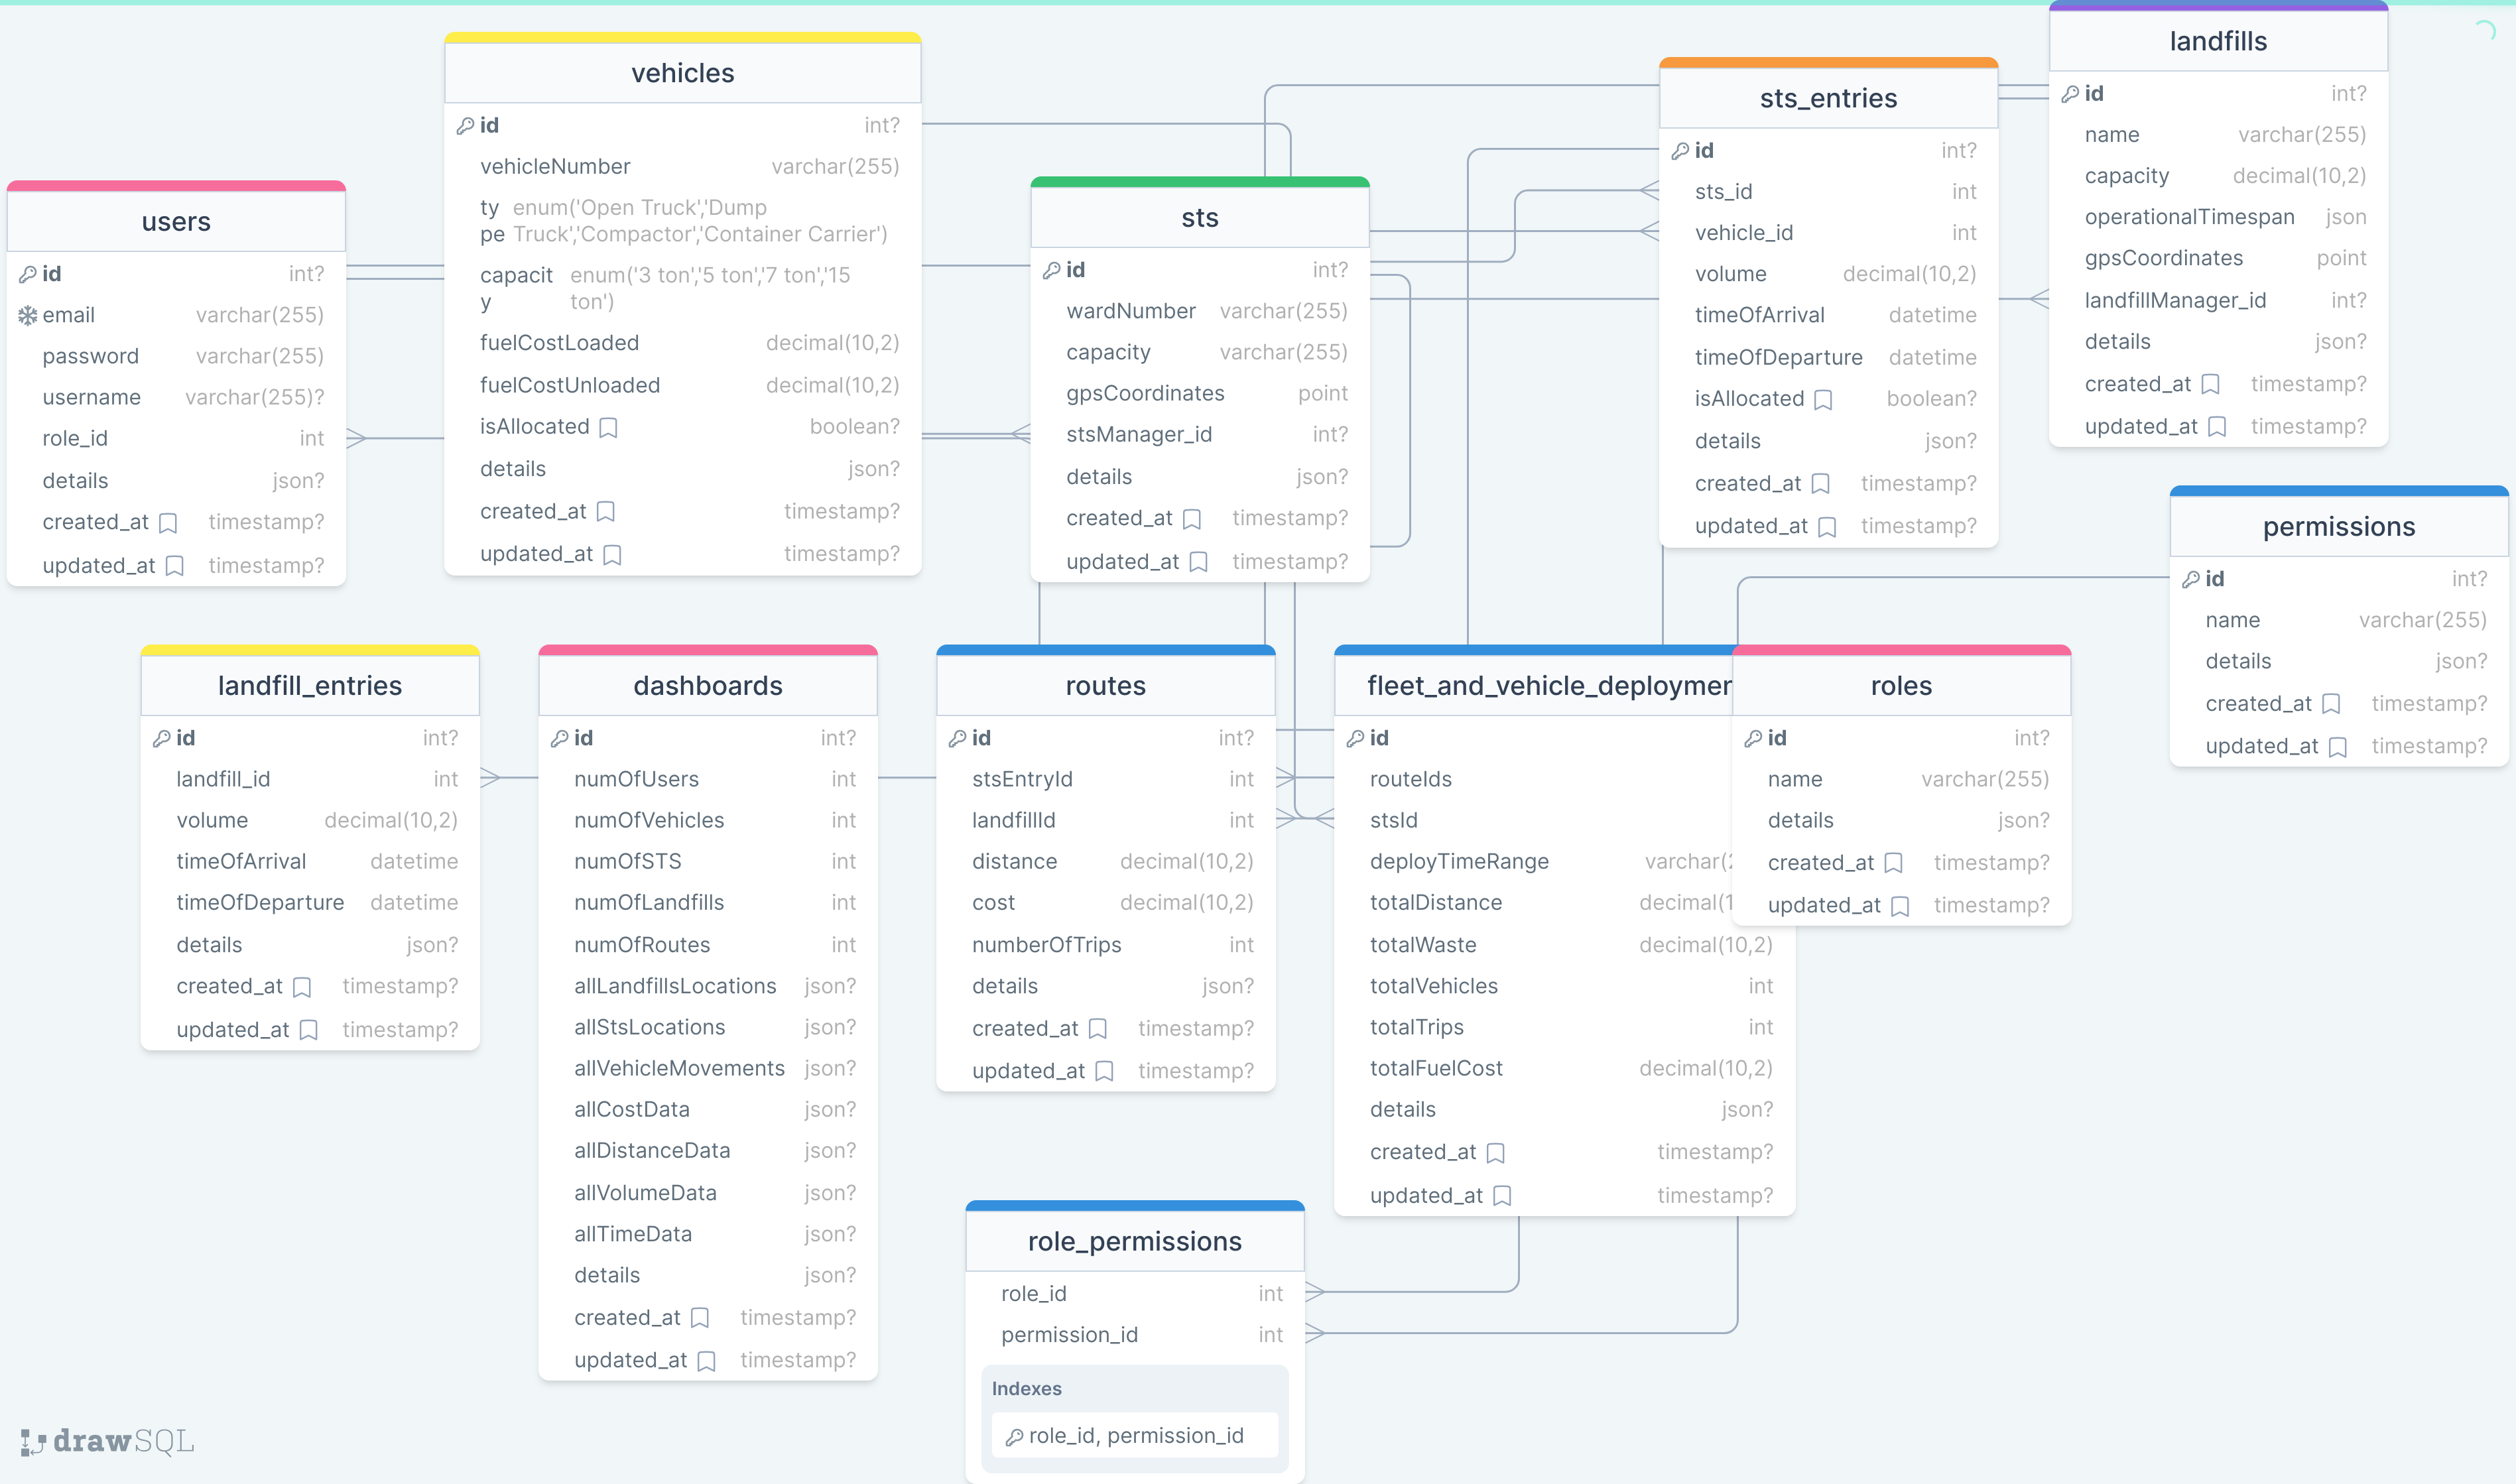 vehicles
id int?
vehicleNumber varchar(255)
ty enum('Open Truck','Dump
pe Truck','Compactor','Container Carrier')
capacit enum('3 ton','5 ton','7 ton','15
y ton')
fuelCostLoaded decimal(10,2)
fuelCostUnloaded decimal(10,2)
isAllocated boolean?
details json?
created_at timestamp?
updated_at timestamp?
users
id int?
email varchar(255)
password varchar(255)
username varchar(255)?
role_id int
details json?
created_at timestamp?
updated_at timestamp?
sts
id int?
wardNumber varchar(255)
capacity varchar(255)
gpsCoordinates point
stsManager_id int?
details json?
created_at timestamp?
updated_at timestamp?
sts_entries
id int?
sts_id int
vehicle_id int
volume decimal(10,2)
timeOfArrival datetime
timeOfDeparture datetime
isAllocated boolean?
details json?
created_at timestamp?
updated_at timestamp?
landfills
id int?
name varchar(255)
capacity decimal(10,2)
operationalTimespan json
gpsCoordinates point
landfillManager_id int?
details json?
created_at timestamp?
updated_at timestamp?
permissions
id int?
name varchar(255)
details json?
created_at timestamp?
updated_at timestamp?
landfill_entries
id int?
landfill_id int
volume decimal(10,2)
timeOfArrival datetime
timeOfDeparture datetime
details json?
created_at timestamp?
updated_at timestamp?
dashboards
id int?
numOfUsers int
numOfVehicles int
numOfSTS int
numOfLandfills int
numOfRoutes int
allLandfillsLocations json?
allStsLocations json?
allVehicleMovements json?
allCostData json?
allDistanceData json?
allVolumeData json?
allTimeData json?
details json?
created_at timestamp?
updated_at timestamp?
routes
id int?
stsEntryId int
landfillId int
distance decimal(10,2)
cost decimal(10,2)
numberOfTrips int
details json?
created_at timestamp?
updated_at timestamp?
fleet_and_vehicle_deploymer
id
routeIds
stsId
deployTimeRange varchar(2
totalDistance decimal(1
totalWaste decimal(10,2)
totalVehicles int
totalTrips int
totalFuelCost decimal(10,2)
details json?
created_at timestamp?
updated_at timestamp?
roles
id int?
name varchar(255)
details json?
created_at timestamp?
updated_at timestamp?
role_permissions
role_id int
permission_id int
Indexes
role_id, permission_id
drawSQL